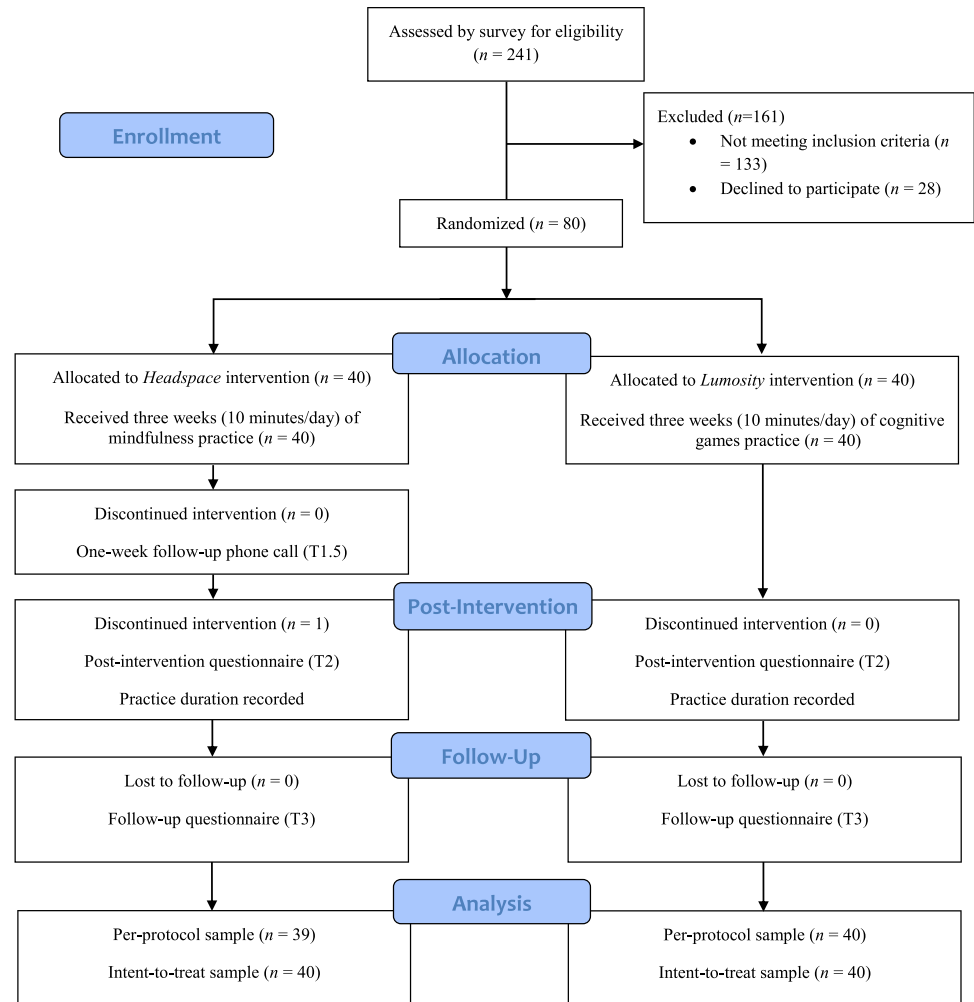 Assessed by survey for eligibility
(n = 241)
Enrollment
Excluded (n=161)
• Not meeting inclusion criteria (n
= 133)
• Declined to participate (n = 28)
Randomized (n = 80)
Allocation
Allocated to Headspace intervention (n = 40)
Received three weeks (10 minutes/day) of
mindfulness practice (n = 40)
Allocated to Lumosity intervention (n = 40)
Received three weeks (10 minutes/day) of cognitive
games practice (n = 40)
Discontinued intervention (n = 0)
One-week follow-up phone call (T1.5)
Post-Intervention
Discontinued intervention (n = 1)
Post-intervention questionnaire (T2)
Practice duration recorded
Discontinued intervention (n = 0)
Post-intervention questionnaire (T2)
Practice duration recorded
Follow-Up
Lost to follow-up (n = 0)
Follow-up questionnaire (T3)
Lost to follow-up (n = 0)
Follow-up questionnaire (T3)
Analysis
Per-protocol sample (n = 39)
Intent-to-treat sample (n = 40)
Per-protocol sample (n = 40)
Intent-to-treat sample (n = 40)